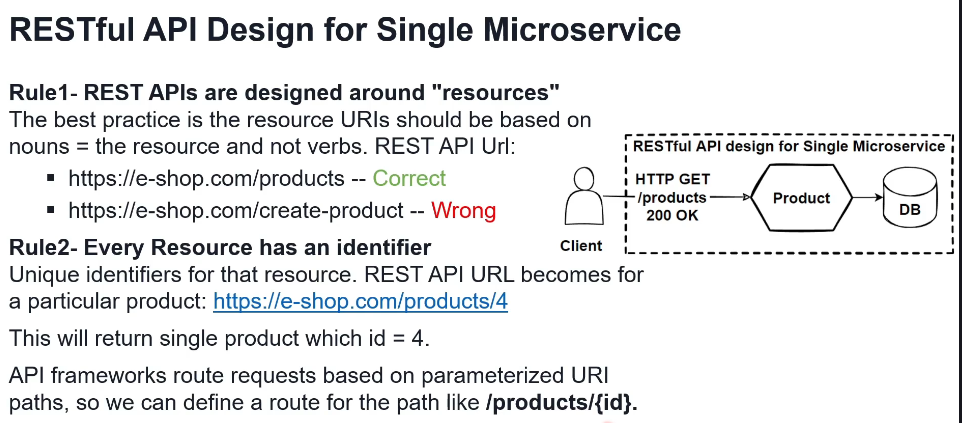 RESTful API Design for Single Microservice
Rule1- REST APIs are designed around "resources"
The best practice is the resource URIs should be based on
nouns = the resource and not verbs. REST API Url:
▪ https://e-shop.com/products -- Correct
▪ https://e-shop.com/create-product -- Wrong
Rule2- Every Resource has an identifier
Unique identifiers for that resource. REST API URL becomes for
a particular product: https://e-shop.com/products/4
This will return single product which id = 4.
API frameworks route requests based on parameterized URI
paths, so we can define a route for the path like /products/{id}.
RESTful API design for Single Microservice
HTTP GET
/products
200 OK
Product
DB
Client